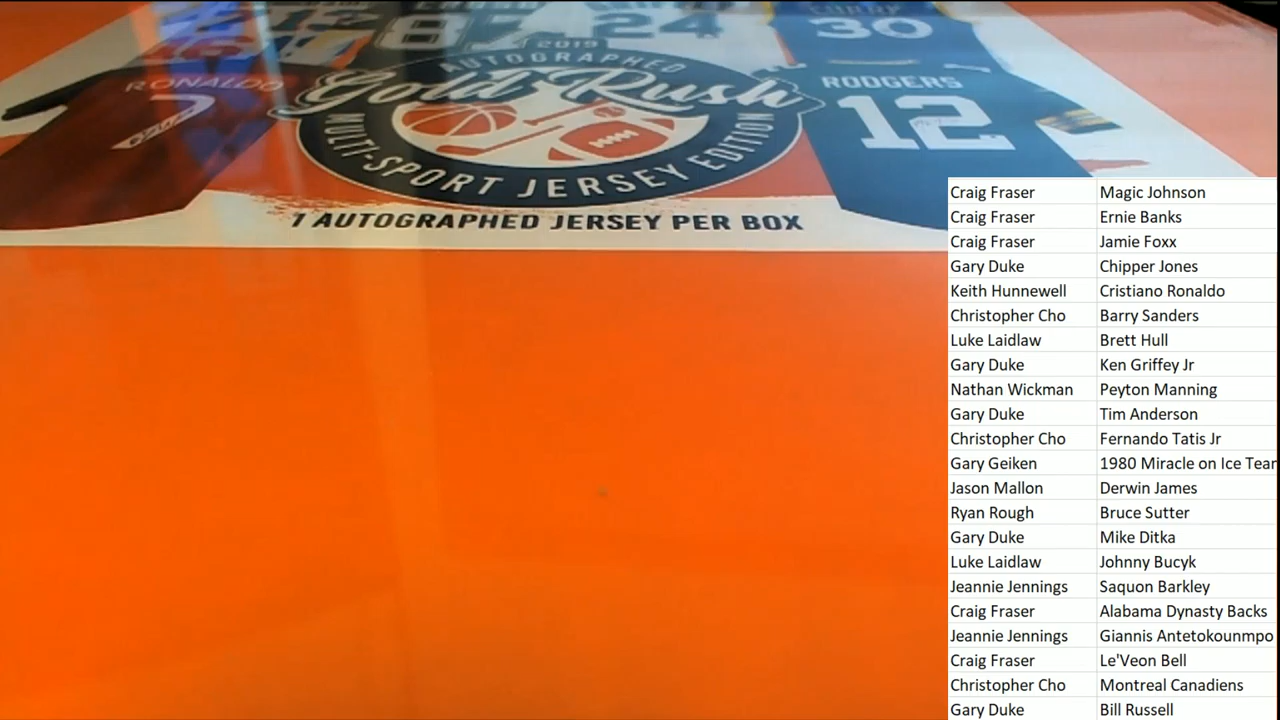 87
24
CURRY
30
RONALDO
7
RODGERS
12
2019
AUTOGRAPHED
Gold Rush
MULTI-SPORT JERSEY EDITION
1 AUTOGRAPHED JERSEY PER BOX
Craig Fraser Magic Johnson
Craig Fraser Ernie Banks
Craig Fraser Jamie Foxx
Gary Duke Chipper Jones
Keith Hunnewell Cristiano Ronaldo
Christopher Cho Barry Sanders
Luke Laidlaw Brett Hull
Gary Duke Ken Griffey Jr
Nathan Wickman Peyton Manning
Gary Duke Tim Anderson
Christopher Cho Fernando Tatis Jr
Gary Geiken 1980 Miracle on Ice Tear
Jason Mallon Derwin James
Ryan Rough Bruce Sutter
Gary Duke Mike Ditka
Luke Laidlaw Johnny Bucyk
Jeannie Jennings Saquon Barkley
Craig Fraser Alabama Dynasty Backs
Jeannie Jennings Giannis Antetokounmpo
Craig Fraser Le'Veon Bell
Christopher Cho Montreal Canadiens
Gary Duke Bill Russell